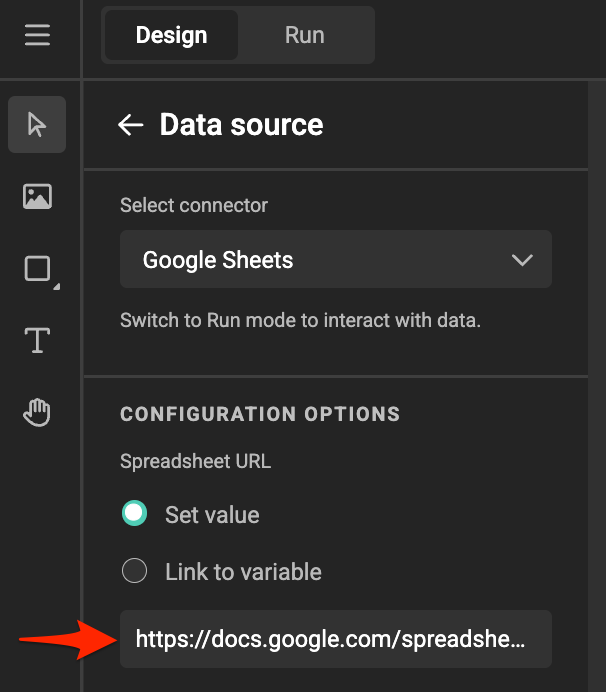 Design
Run
Data source
Select connector
Google Sheets
Switch to Run mode to interact with data.
CONFIGURATION OPTIONS
Spreadsheet URL
Set value
Link to variable
https://docs.google.com/spreadshe...